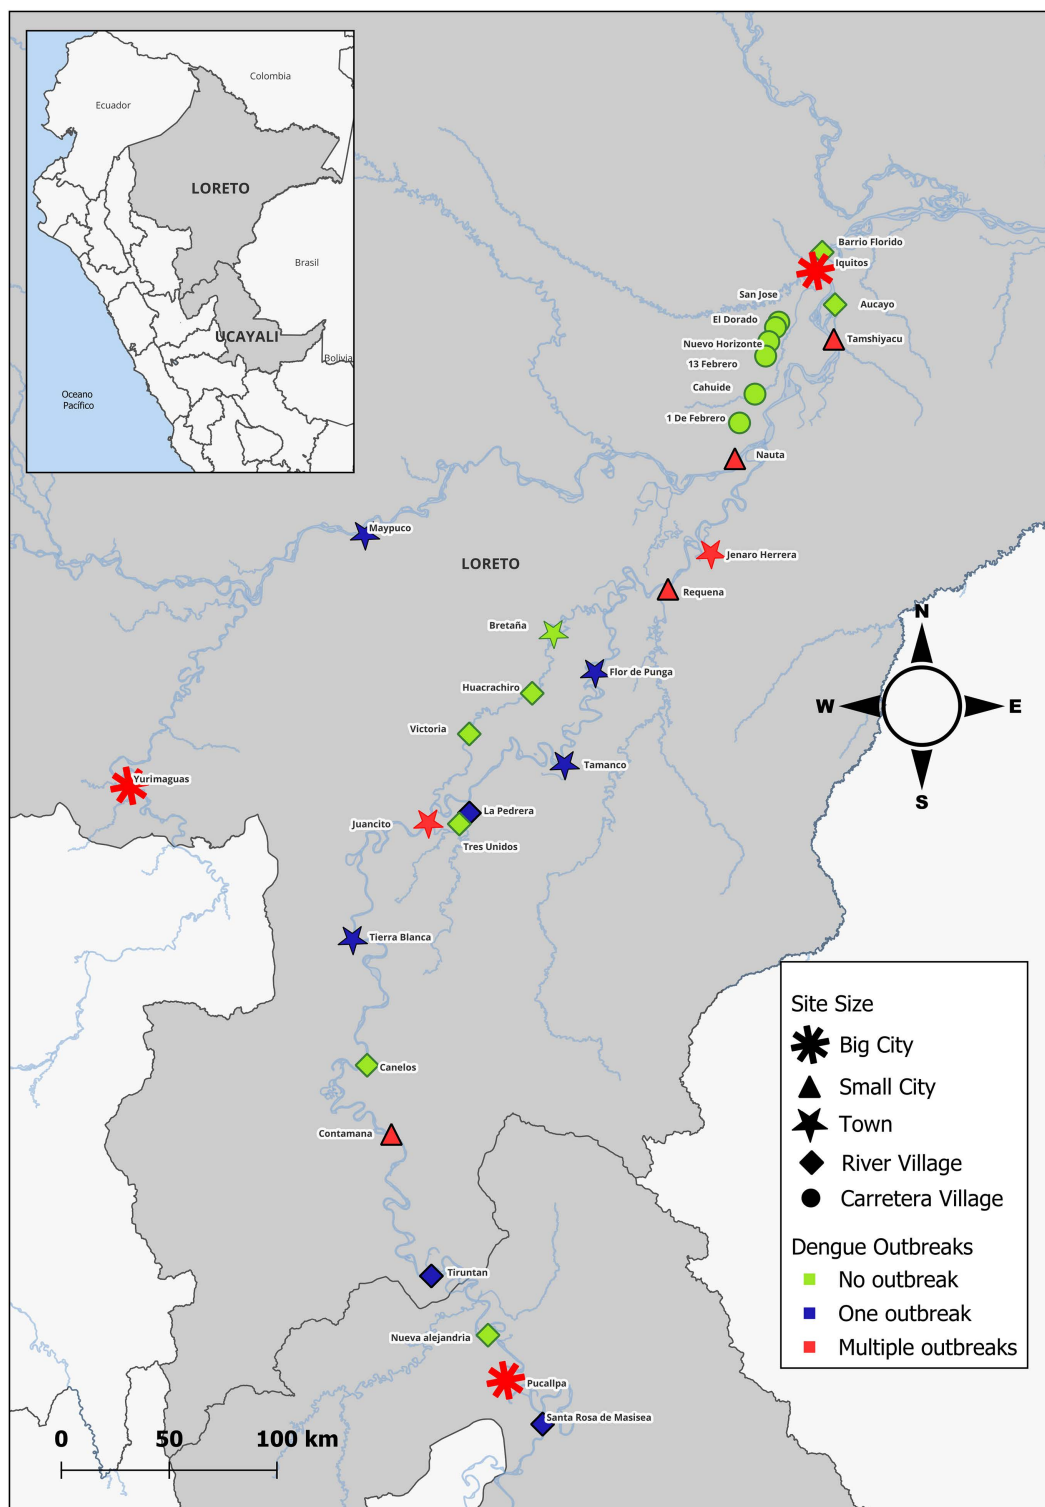 Colombia
Ecuador
LORETO
Brasil
UCAYALI
Bolivia
Oceano
Pacífico
Barrio Florido
Iquitos
San Jose
Aucayo
El Dorado
Nuevo Horizonte
Tamshiyacu
13 Febrero
Cahuide
1 De Febrero
Nauta
Maypuco
Jenaro Herrera
LORETO
Requena
Bretaña
Flor de Punga
Huacrachiro
Victoria
Tamanco
Yurimaguas
La Pedrera
Juancito
Tres Unidos
Tierra Blanca
Canelos
Contamana
Tiruntan
Nueva alejandria
Pucallpa
Santa Rosa de Masisea
N
W
E
S
Site Size
Big City
Small City
Town
River Village
Carretera Village
Dengue Outbreaks
No outbreak
One outbreak
Multiple outbreaks
0 50 100 km